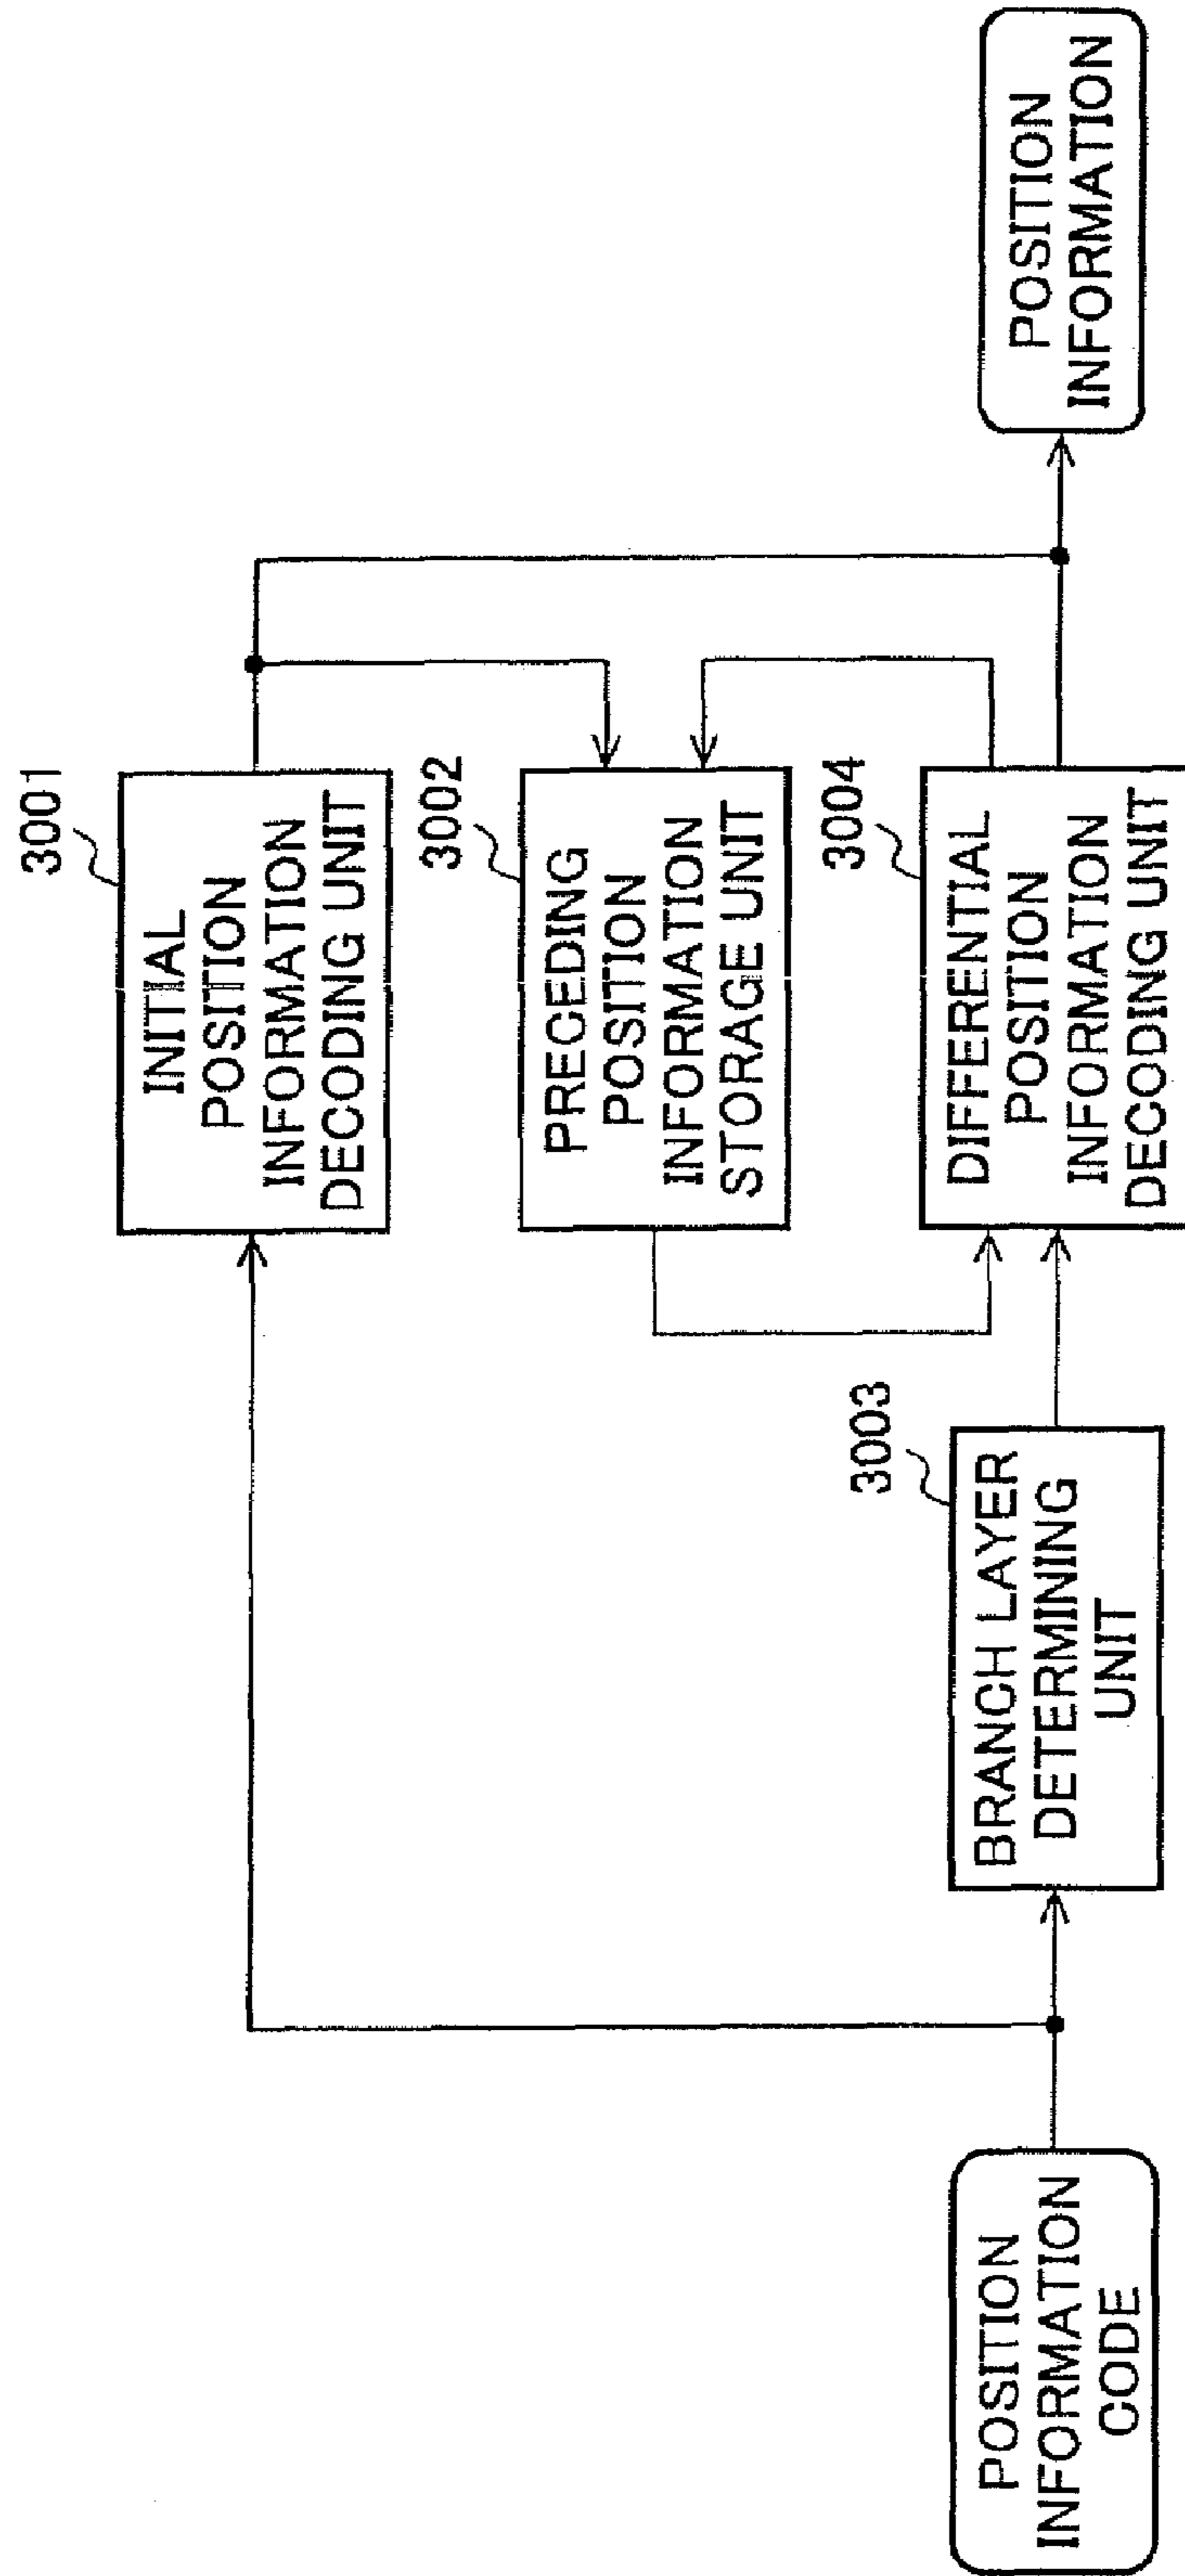 POSITION
INFORMATION
CODE
3001
INITIAL
POSITION
INFORMATION
DECODING UNIT
3002
PRECEDING
POSITION
INFORMATION
STORAGE UNIT
3003
BRANCH LAYER
DETERMINING
UNIT
3004
DIFFERENTIAL
POSITION
INFORMATION
DECODING UNIT
POSITION
INFORMATION